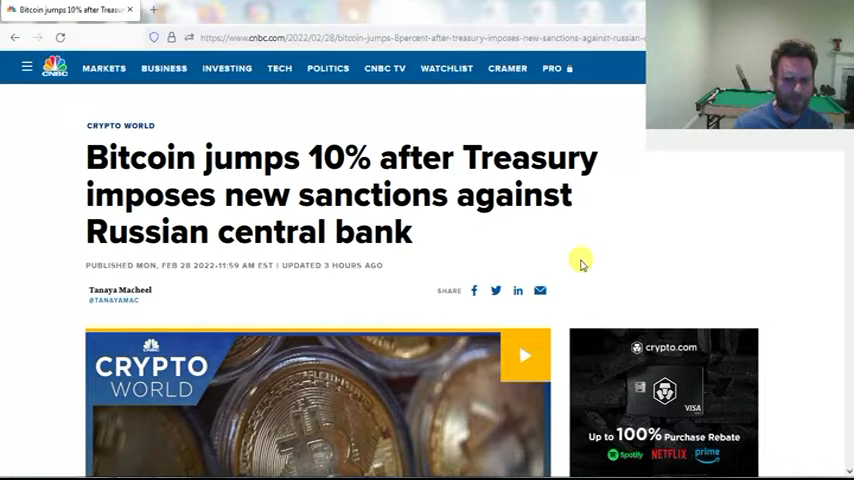 Bitcoin jumps 10% after Treasur
https://www.cnbc.com/2022/02/28/bitcoin-jumps-8percent-after-treasury-imposes-new-sanctions-against-russian-
CNBC
MARKETS BUSINESS INVESTING TECH POLITICS CNBC TV WATCHLIST CRAMER PRO
CRYPTO WORLD
Bitcoin jumps 10% after Treasury
imposes new sanctions against
Russian central bank
PUBLISHED MON, FEB 28 2022•11:59 AM EST | UPDATED 3 HOURS AGO
Tanaya Macheel
@TANAYAMAC
SHARE
CRYPTO
WORLD
crypto.com
VISA
Up to 100% Purchase Rebate
Spotify NETFLIX prime